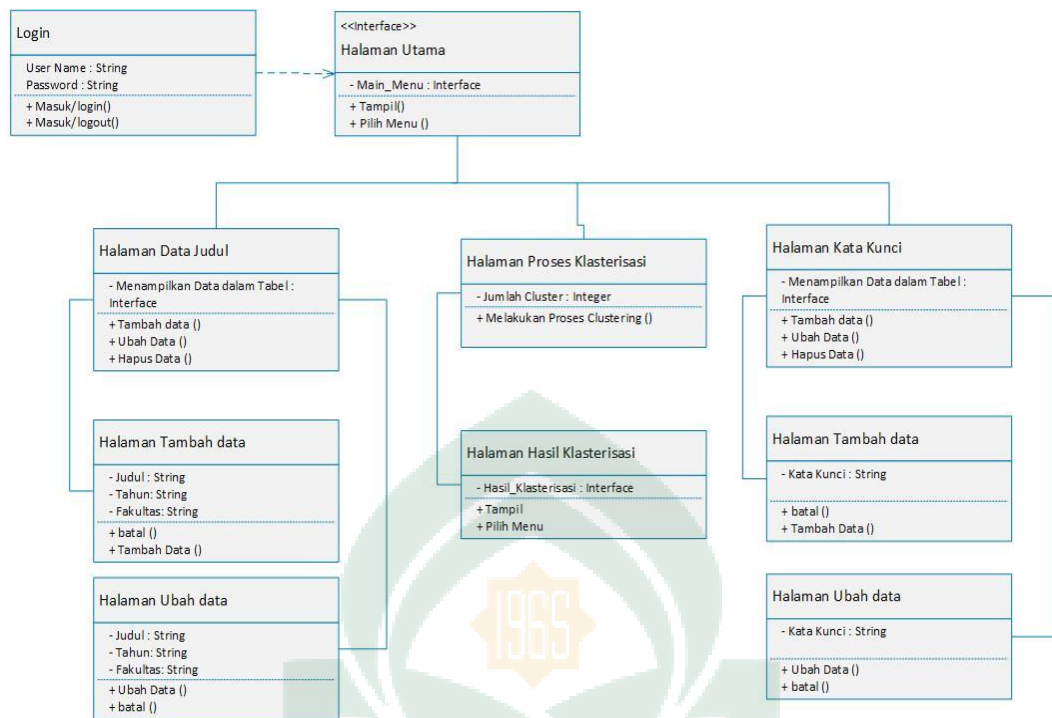 Login
User Name : String
Password : String
+ Masuk/login()
+ Masuk/logout()
<<Interface>>
Halaman Utama
- Main_Menu : Interface
+ Tampil()
+ Pilih Menu ()
Halaman Data Judul
- Menampilkan Data dalam Tabel :
Interface
+ Tambah data ()
+ Ubah Data ()
+ Hapus Data ()
Halaman Proses Klasterisasi
- Jumlah Cluster : Integer
+ Melakukan Proses Clustering ()
Halaman Kata Kunci
- Menampilkan Data dalam Tabel :
Interface
+ Tambah data ()
+ Ubah Data ()
+ Hapus Data ()
Halaman Tambah data
- Judul : String
- Tahun: String
- Fakultas: String
+ batal ()
+ Tambah Data ()
Halaman Hasil Klasterisasi
- Hasil_Klasterisasi : Interface
+ Tampil
+ Pilih Menu
Halaman Tambah data
- Kata Kunci : String
+ batal ()
+ Tambah Data ()
Halaman Ubah data
- Judul : String
- Tahun: String
- Fakultas: String
+ Ubah Data ()
+ batal ()
1965
Halaman Ubah data
- Kata Kunci : String
+ Ubah Data ()
+ batal ()